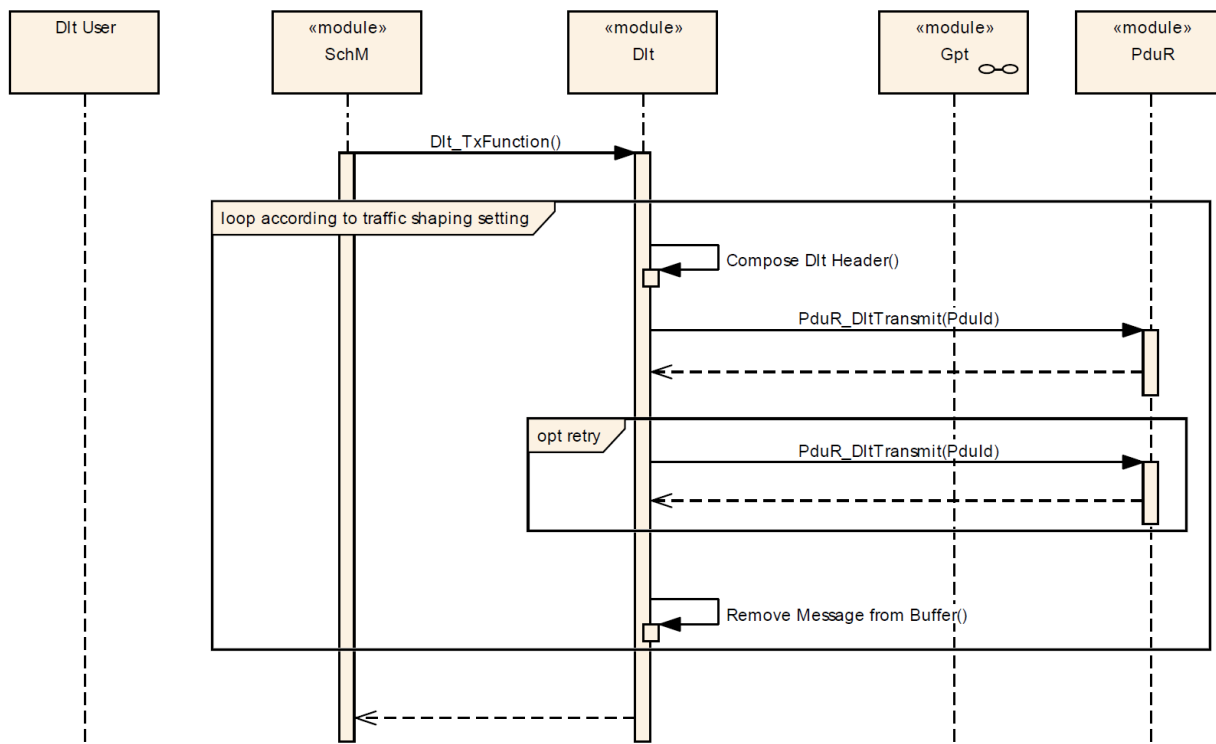 Dlt User
«module»
SchM
«module»
Dlt
«module»
Gpt
«module»
PduR
Dlt_TxFunction()
loop according to traffic shaping setting
Compose Dlt Header()
PduR_DltTransmit(PduId)
opt retry
PduR_DltTransmit(PduId)
Remove Message from Buffer()